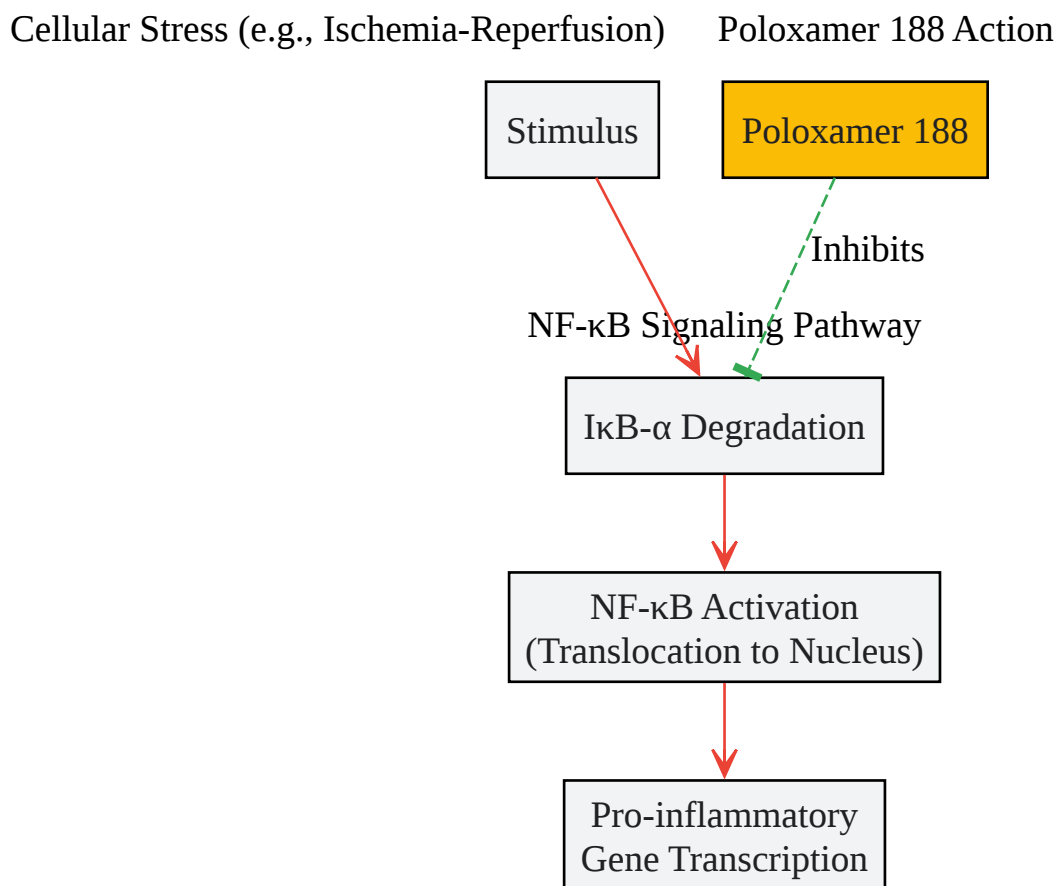 Cellular Stress (e.g., Ischemia-Reperfusion)
Poloxamer 188 Action
Stimulus
Poloxamer 188
Inhibits
NF-κB Signaling Pathway
IκB-α Degradation
NF-κB Activation
(Translocation to Nucleus)
Pro-inflammatory
Gene Transcription